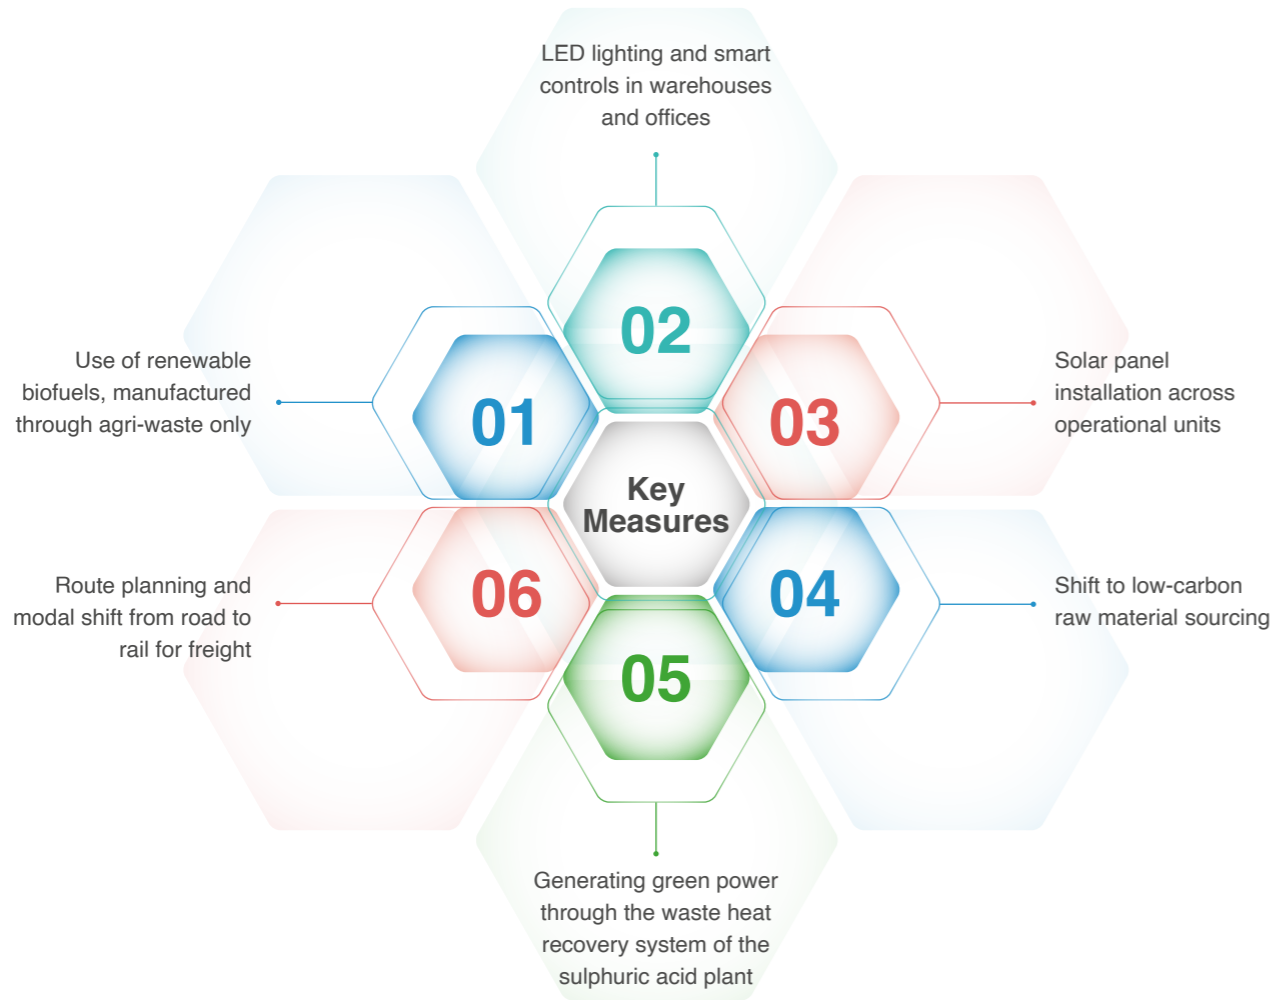 LED lighting and smart
controls in warehouses
and offices
02
Use of renewable
biofuels, manufactured
through agri-waste only
01
03
Solar panel
installation across
operational units
Key
Measures
Route planning and
modal shift from road to
rail for freight
06
04
Shift to low-carbon
raw material sourcing
05
Generating green power
through the waste heat
recovery system of the
sulphuric acid plant